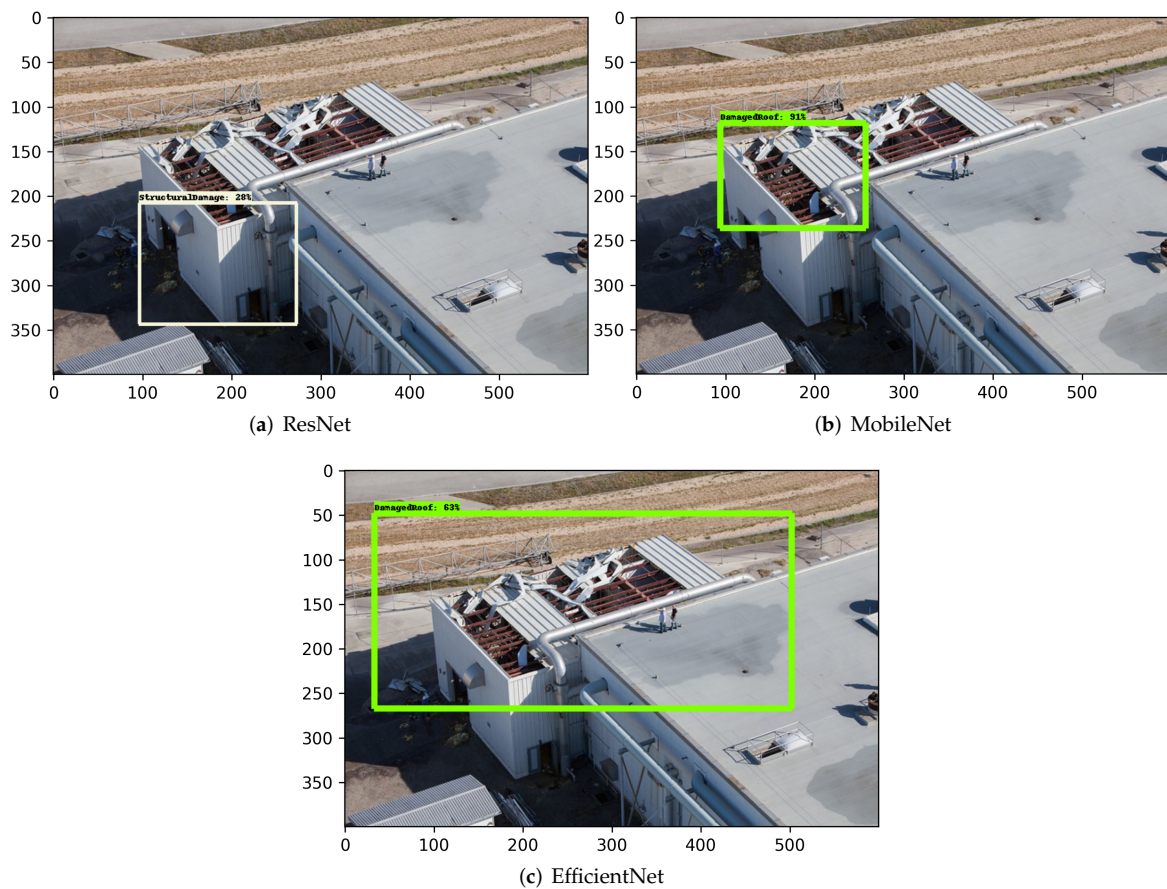 0
50
100
150
200
250
300
350
StructuralDamage: 28%
0 100 200 300 400 500
(a) ResNet
0
50
100
150
200
250
300
350
DamagedRoof: 91%
0 100 200 300 400 500
(b) MobileNet
0
50
100
150
200
250
300
350
DamagedRoof: 63%
0 100 200 300 400 500
(c) EfficientNet